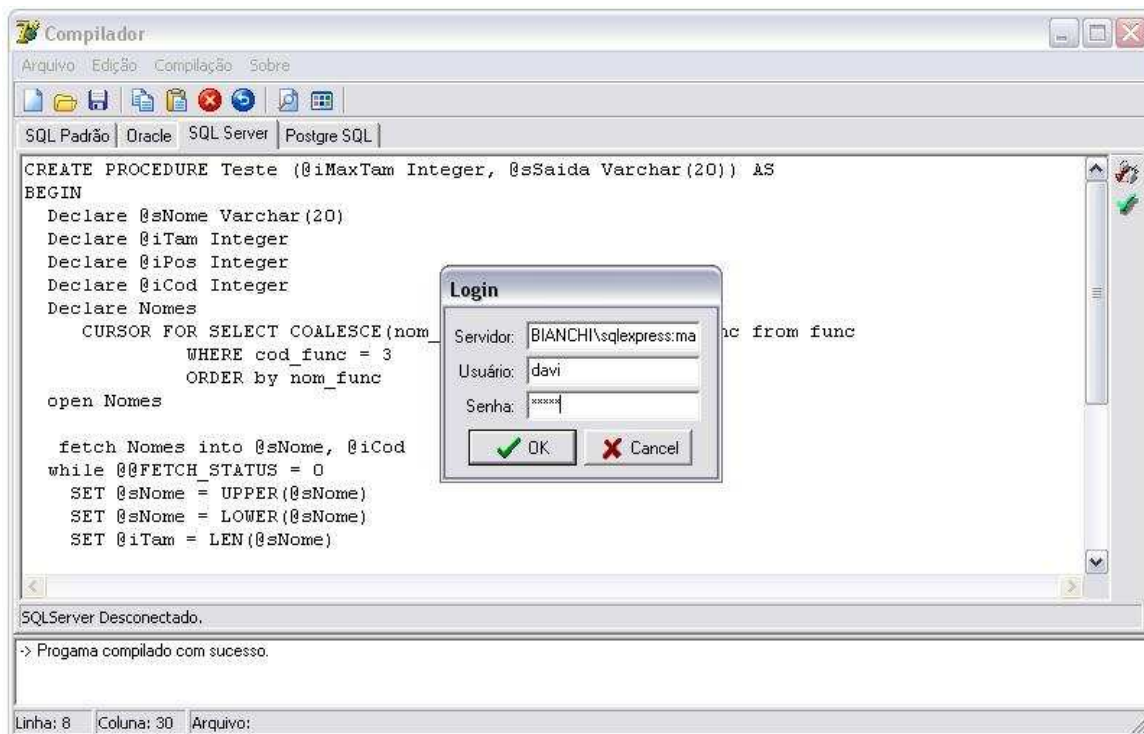 Compilador
Arquivo Edição Compilação Sobre
SQL Padrão Oracle SQL Server Postgre SQL
CREATE PROCEDURE Teste (@iMaxTam Integer, @sSaida Varchar(20)) AS
BEGIN
Declare @sNome Varchar(20)
Declare @iTam Integer
Declare @iPos Integer
Declare @iCod Integer
Declare Nomes
CURSOR FOR SELECT COALESCE(nom_ nc from func
WHERE cod_func = 3
ORDER by nom_func
open Nomes
fetch Nomes into @sNome, @iCod
while @@FETCH_STATUS = 0
SET @sNome = UPPER(@sNome)
SET @sNome = LOWER(@sNome)
SET @iTam = LEN(@sNome)
Login
Servidor: BIANCHI\sqlexpress:ma
Usuário: davi
Senha: *****
OK Cancel
SQLServer Desconectado.
-> Progama compilado com sucesso.
Linha: 8 Coluna: 30 Arquivo: